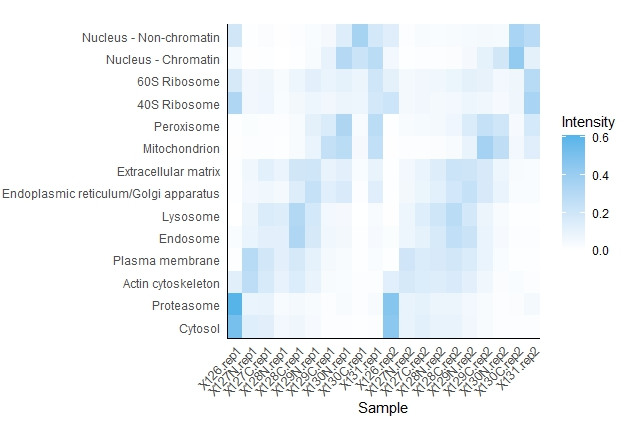 Nucleus - Non-chromatin
Nucleus - Chromatin
60S Ribosome
40S Ribosome
Peroxisome
Mitochondrion
Extracellular matrix
Endoplasmic reticulum/Golgi apparatus
Lysosome
Endosome
Plasma membrane
Actin cytoskeleton
Proteasome
Cytosol
X126.rep1
X127N.rep1
X127C.rep1
X128N.rep1
X128C.rep1
X129N.rep1
X129C.rep1
X130N.rep1
X130C.rep1
X131.rep1
X126.rep2
X127N.rep2
X127C.rep2
X128N.rep2
X128C.rep2
X129N.rep2
X129C.rep2
X130N.rep2
X130C.rep2
X131.rep2
Sample
Intensity
0.6
0.4
0.2
0.0